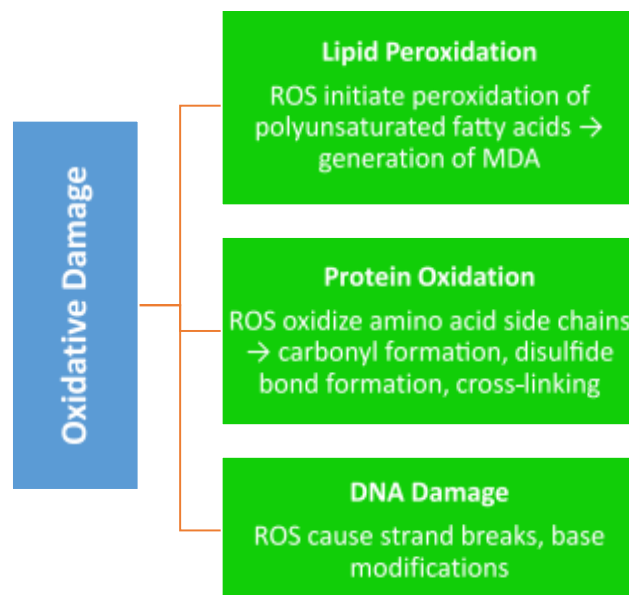 Oxidative Damage
Lipid Peroxidation
ROS initiate peroxidation of
polyunsaturated fatty acids →
generation of MDA
Protein Oxidation
ROS oxidize amino acid side chains
→ carbonyl formation, disulfide
bond formation, cross-linking
DNA Damage
ROS cause strand breaks, base
modifications